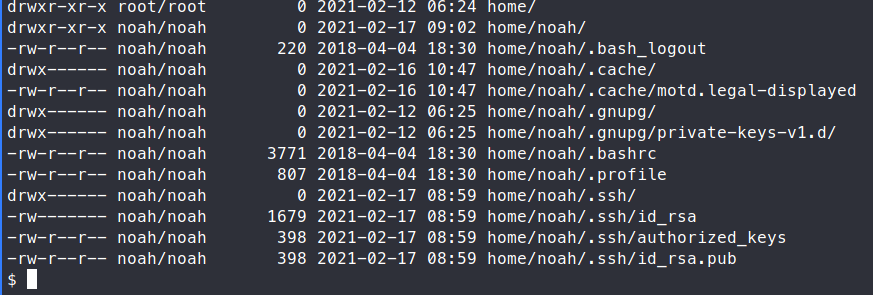 drwxr-xr-x root/root         0 2021-02-12 06:24 home/
drwxr-xr-x noah/noah         0 2021-02-17 09:02 home/noah/
-rw-r--r-- noah/noah       220 2018-04-04 18:30 home/noah/.bash_logout
drwx------ noah/noah         0 2021-02-16 10:47 home/noah/.cache/
-rw-r--r-- noah/noah         0 2021-02-16 10:47 home/noah/.cache/motd.legal-displayed
drwx------ noah/noah         0 2021-02-12 06:25 home/noah/.gnupg/
drwx------ noah/noah         0 2021-02-12 06:25 home/noah/.gnupg/private-keys-v1.d/
-rw-r--r-- noah/noah      3771 2018-04-04 18:30 home/noah/.bashrc
-rw-r--r-- noah/noah       807 2018-04-04 18:30 home/noah/.profile
drwx------ noah/noah         0 2021-02-17 08:59 home/noah/.ssh/
-rw------- noah/noah      1679 2021-02-17 08:59 home/noah/.ssh/id_rsa
-rw-r--r-- noah/noah       398 2021-02-17 08:59 home/noah/.ssh/authorized_keys
-rw-r--r-- noah/noah       398 2021-02-17 08:59 home/noah/.ssh/id_rsa.pub
$